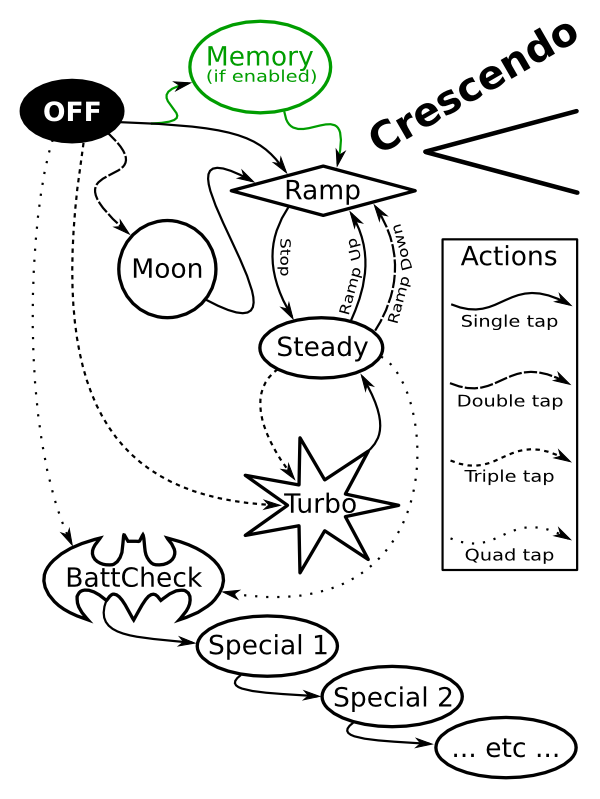 Crescendo
Memory
(if enabled)
OFF
Ramp
Moon
Stop
Ramp Up
Ramp Down
Steady
Turbo
BattCheck
Special 1
Special 2
... etc ...
Actions
Single tap
Double tap
Triple tap
Quad tap